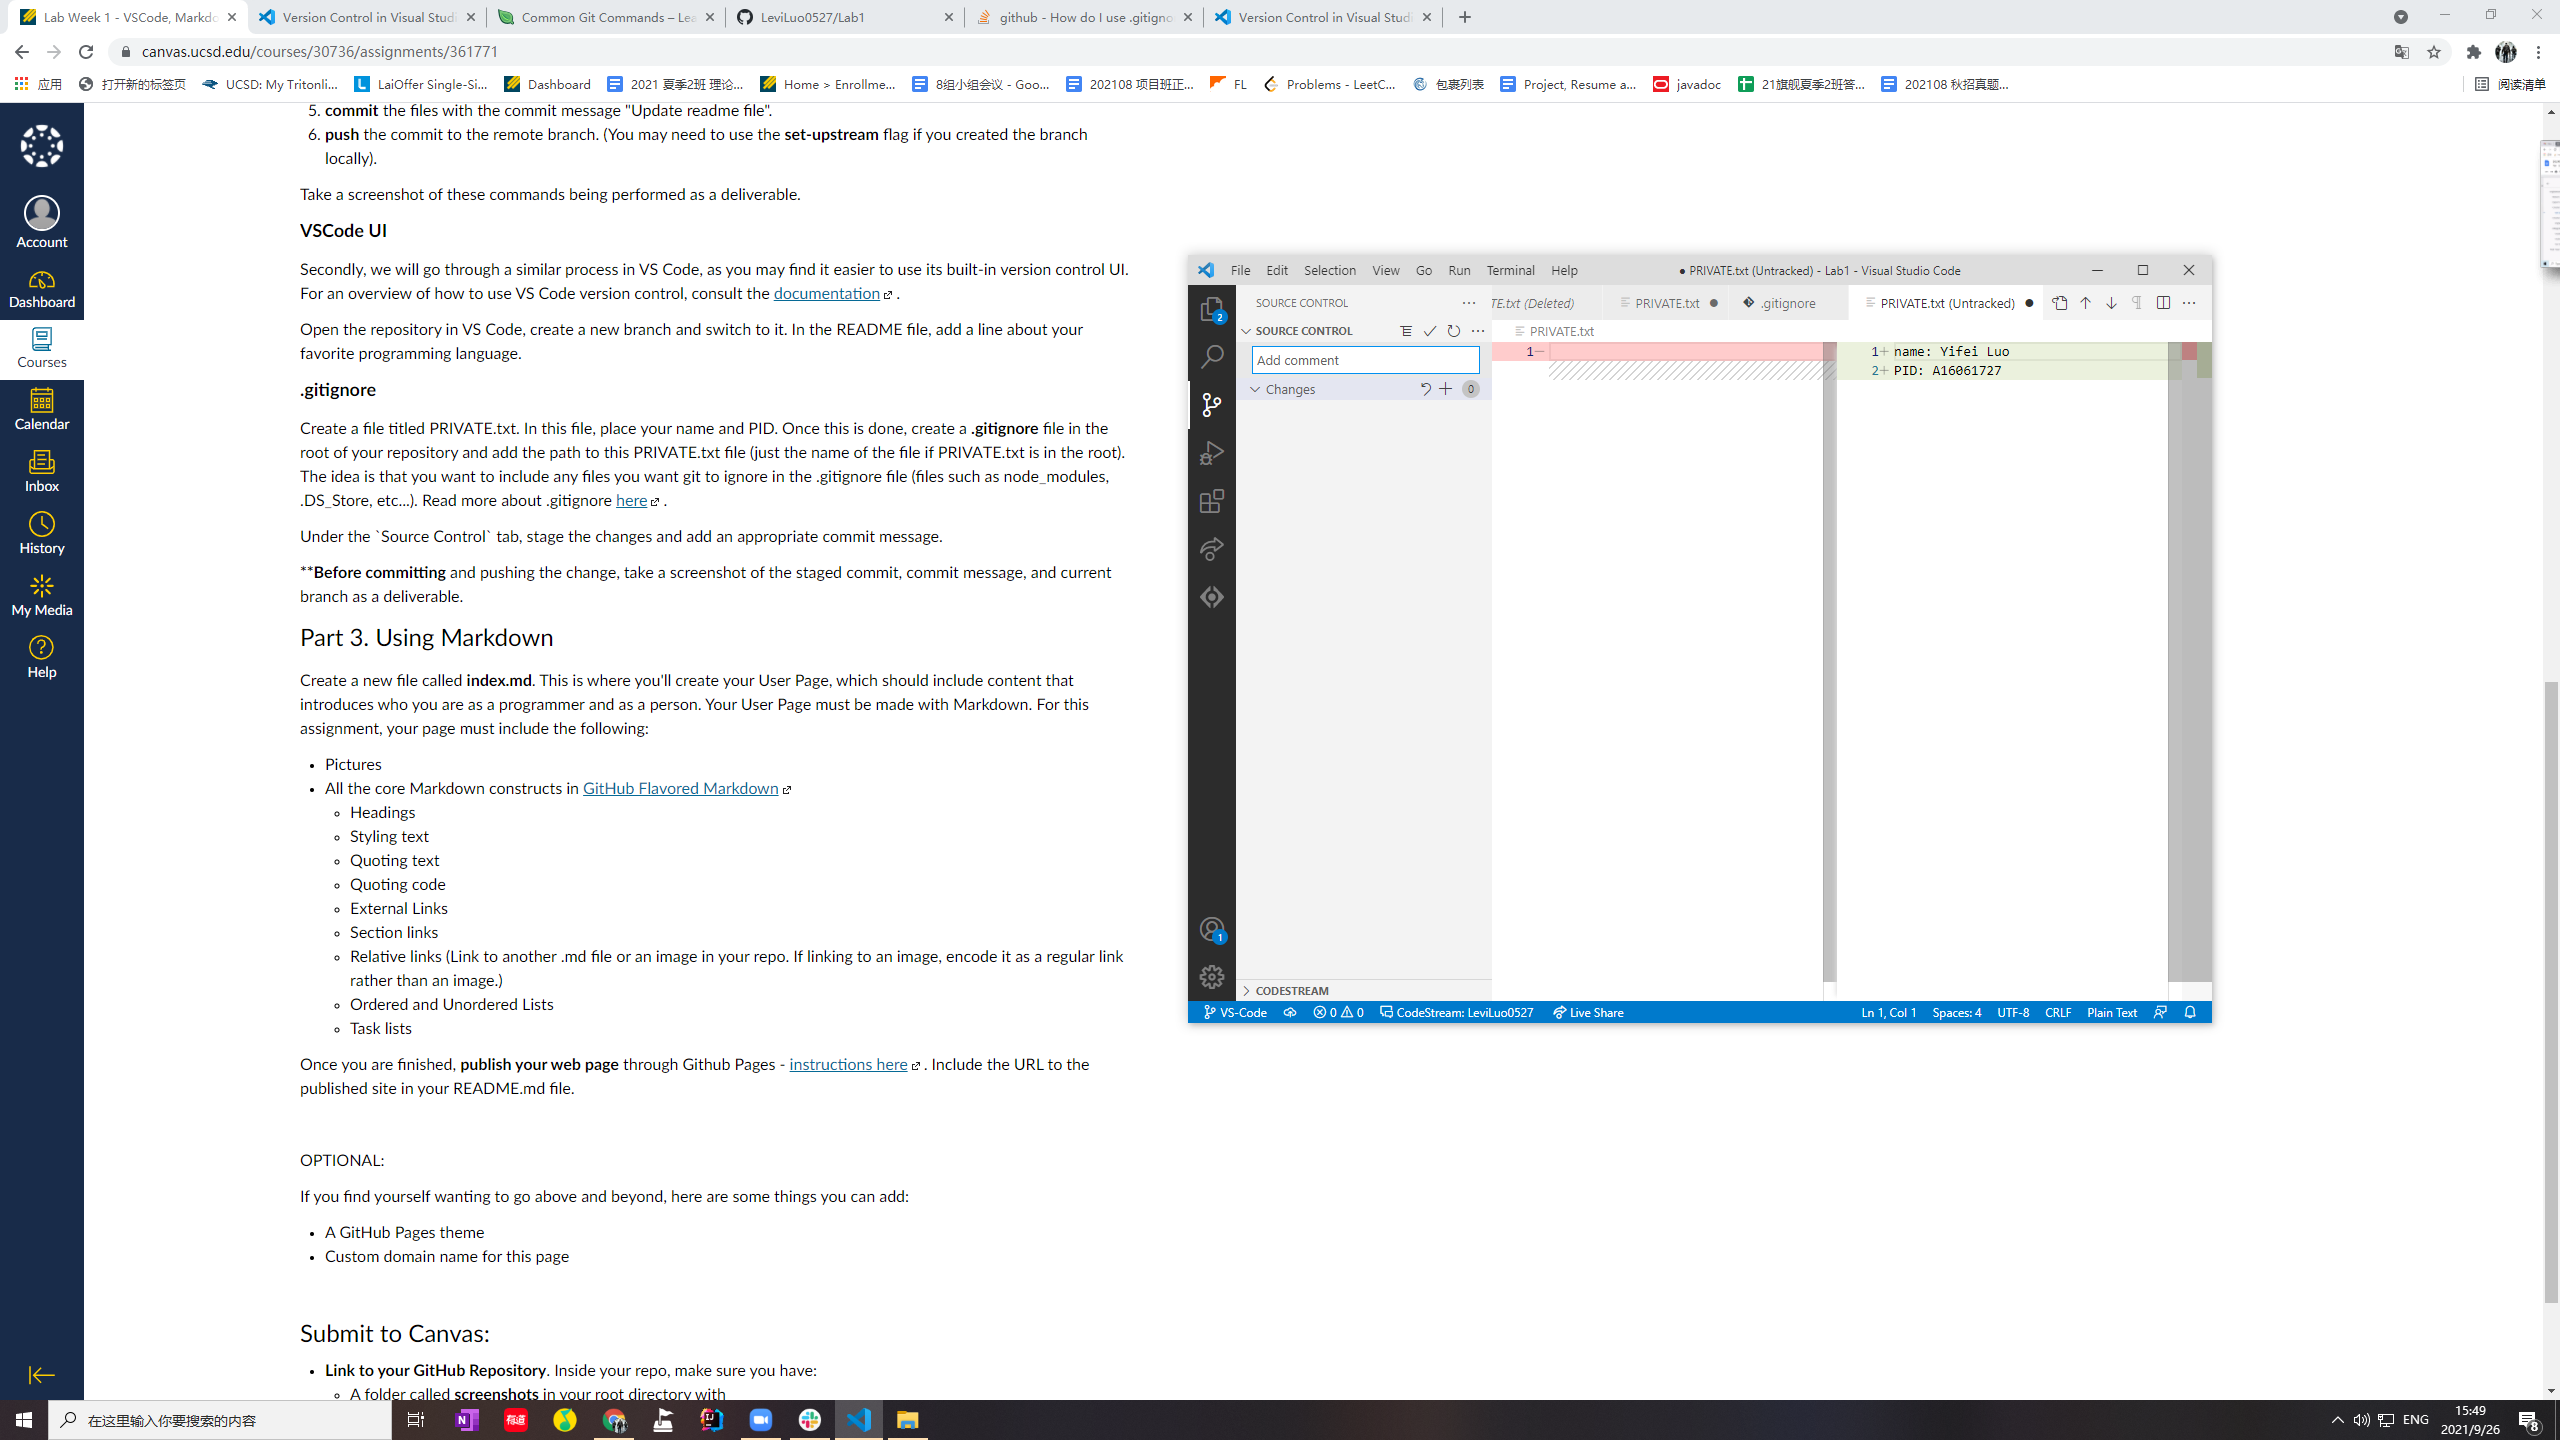 Lab Week 1 - VSCode, Markdo
Version Control in Visual Studi
Common Git Commands – Lea
LeviLuo0527/Lab1
github - How do I use .gitigno
Version Control in Visual Studi
canvas.ucsd.edu/courses/30736/assignments/361771
应用
打开新的标签页
UCSD: My Tritonli...
LaiOffer Single-Si...
Dashboard
2021 夏季2班 理论...
Home > Enrollme...
8组小组会议 - Goo...
202108 项目班正...
FL
Problems - LeetC...
包裹列表
Project, Resume a...
javadoc
21旗舰夏季2班答...
202108 秋招真题...
阅读清单
Account
Dashboard
Courses
Calendar
Inbox
History
My Media
Help
5. commit the files with the commit message "Update readme file".
6. push the commit to the remote branch. (You may need to use the set-upstream flag if you created the branch
locally).
Take a screenshot of these commands being performed as a deliverable.
VSCode UI
Secondly, we will go through a similar process in VS Code, as you may find it easier to use its built-in version control UI.
For an overview of how to use VS Code version control, consult the documentation .
Open the repository in VS Code, create a new branch and switch to it. In the README file, add a line about your
favorite programming language.
.gitignore
Create a file titled PRIVATE.txt. In this file, place your name and PID. Once this is done, create a .gitignore file in the
root of your repository and add the path to this PRIVATE.txt file (just the name of the file if PRIVATE.txt is in the root).
The idea is that you want to include any files you want git to ignore in the .gitignore file (files such as node_modules,
.DS_Store, etc...). Read more about .gitignore here .
Under the `Source Control` tab, stage the changes and add an appropriate commit message.
**Before committing and pushing the change, take a screenshot of the staged commit, commit message, and current
branch as a deliverable.
Part 3. Using Markdown
Create a new file called index.md. This is where you'll create your User Page, which should include content that
introduces who you are as a programmer and as a person. Your User Page must be made with Markdown. For this
assignment, your page must include the following:
• Pictures
• All the core Markdown constructs in GitHub Flavored Markdown
◦ Headings
◦ Styling text
◦ Quoting text
◦ Quoting code
◦ External Links
◦ Section links
◦ Relative links (Link to another .md file or an image in your repo. If linking to an image, encode it as a regular link
rather than an image.)
◦ Ordered and Unordered Lists
◦ Task lists
Once you are finished, publish your web page through Github Pages - instructions here . Include the URL to the
published site in your README.md file.
OPTIONAL:
If you find yourself wanting to go above and beyond, here are some things you can add:
• A GitHub Pages theme
• Custom domain name for this page
Submit to Canvas:
• Link to your GitHub Repository. Inside your repo, make sure you have:
◦ A folder called screenshots in your root directory with
File Edit Selection View Go Run Terminal Help
● PRIVATE.txt (Untracked) - Lab1 - Visual Studio Code
SOURCE CONTROL
TE.txt (Deleted)
PRIVATE.txt
.gitignore
PRIVATE.txt (Untracked)
2
SOURCE CONTROL
PRIVATE.txt
Add comment
Changes
0
1−
1+ name: Yifei Luo
2+ PID: A16061727
1
CODESTREAM
VS-Code
0 0
CodeStream: LeviLuo0527
Live Share
Ln 1, Col 1
Spaces: 4
UTF-8
CRLF
Plain Text
在这里输入你要搜索的内容
有道
ENG
15:49
2021/9/26
8